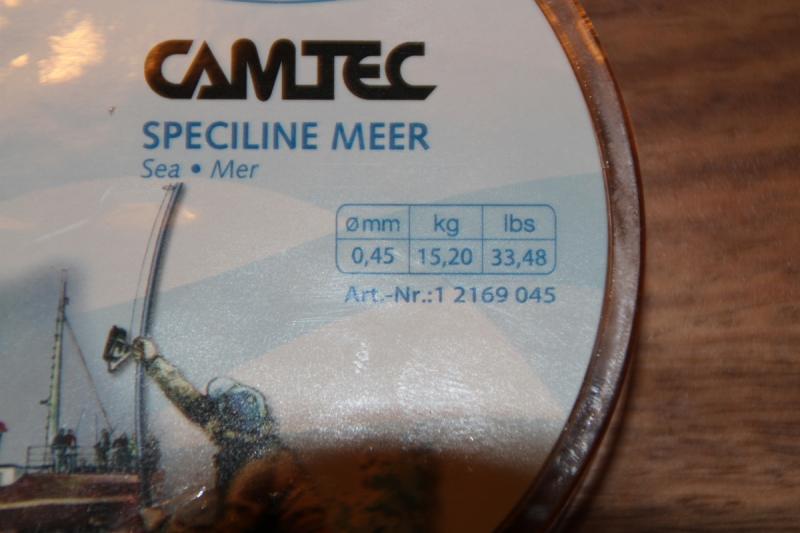 CAMTEC
SPECILINE MEER
Sea • Mer
ømm kg lbs
0,45 15,20 33,48
Art.-Nr.:1 2169 045